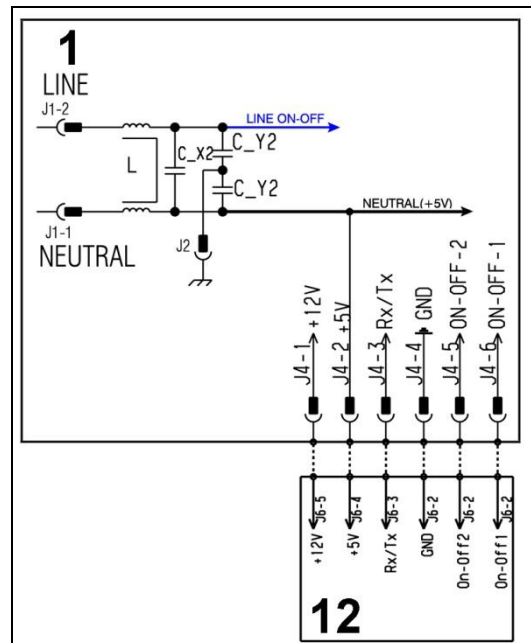 1
LINE
J1-2
LINE ON-OFF
C_Y2
C_X2
L
C_Y2
NEUTRAL(+5V)
J1-1
NEUTRAL
J2
J4-1 +12V
J4-2 +5V
J4-3 Rx/Tx
J4-4 GND
J4-5 ON-OFF-2
J4-6 ON-OFF-1
J6-5
J6-4
J6-3
J6-2
J6-2
J6-2
+12V
+5V
Rx/Tx
GND
On-Off2
On-Off1
12